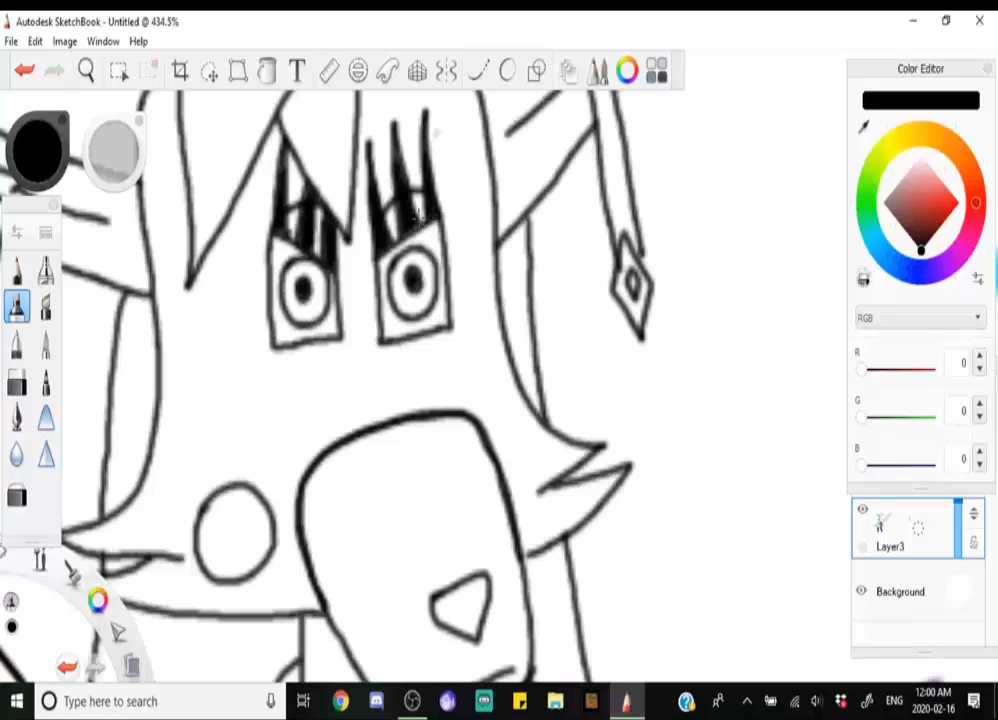 Autodesk SketchBook - Untitled @ 434.5%
File Edit Image Window Help
T
Color Editor
RGB
R 0
G 0
B 0
Layer3
Background
Type here to search
ENG
12:00 AM
2020-02-16